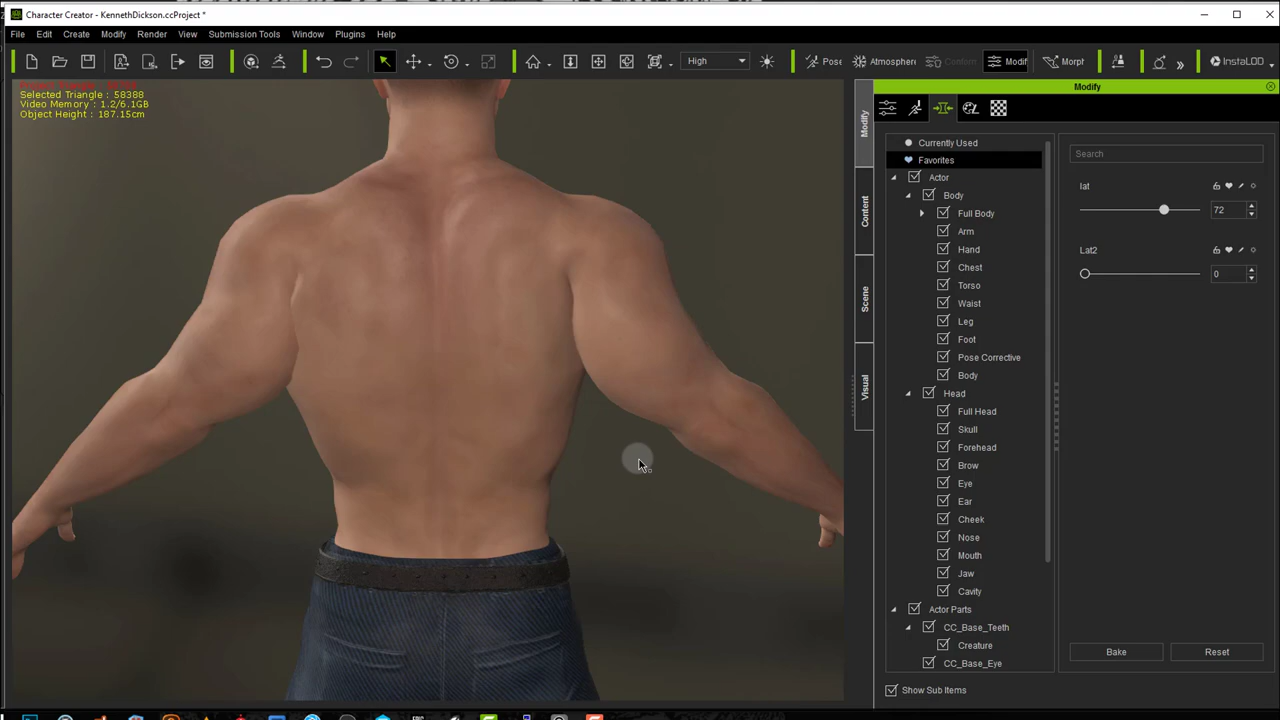 Character Creator - KennethDickson.ccProject *
File Edit Create Modify Render View Submission Tools Window Plugins Help
High Pose Atmosphere Conform Modif Morph InstaLOD
Selected Triangle : 58388
Video Memory : 1.2/6.1GB
Object Height : 187.15cm
Modify
Content
Scene
Visual
Modify
Currently Used
Favorites
Actor
Body
Full Body
Arm
Hand
Chest
Torso
Waist
Leg
Foot
Pose Corrective
Body
Head
Full Head
Skull
Forehead
Brow
Eye
Ear
Cheek
Nose
Mouth
Jaw
Cavity
Actor Parts
CC_Base_Teeth
Creature
CC_Base_Eye
Show Sub Items
Search
lat
72
Lat2
0
Bake Reset